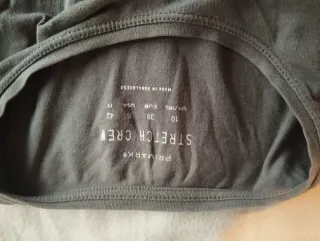 PRIMARK®
STRETCH CREW
UK/IRL EUR USA IT
10 38 6 42
MADE IN BANGLADESH